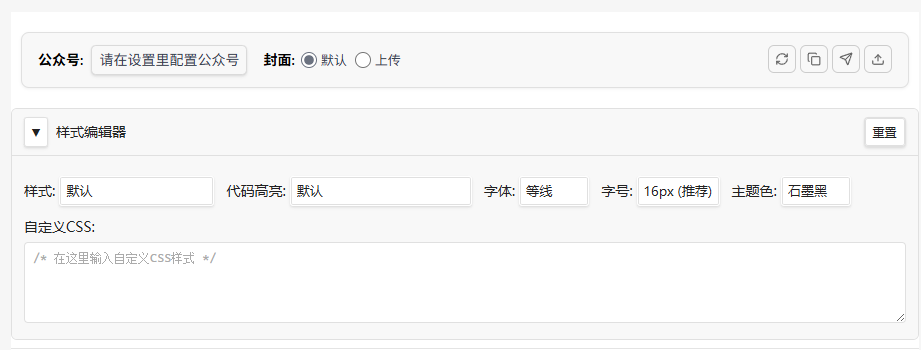 公众号: 请在设置里配置公众号 封面: 默认 上传
▼ 样式编辑器 重置
样式: 默认 代码高亮: 默认 字体: 等线 字号: 16px (推荐) 主题色: 石墨黑
自定义CSS:
/* 在这里输入自定义CSS样式 */